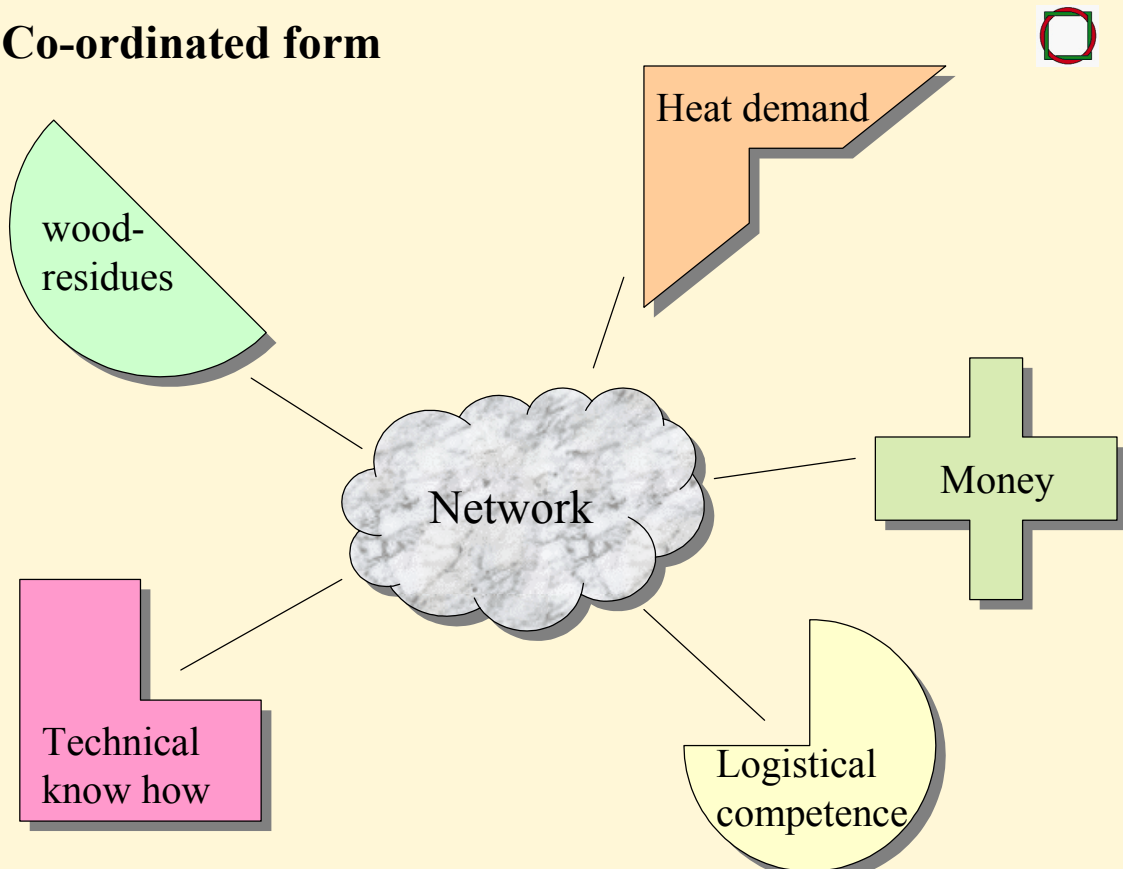 Co-ordinated form
Heat demand
wood-
residues
Money
Network
Technical
know how
Logistical
competence